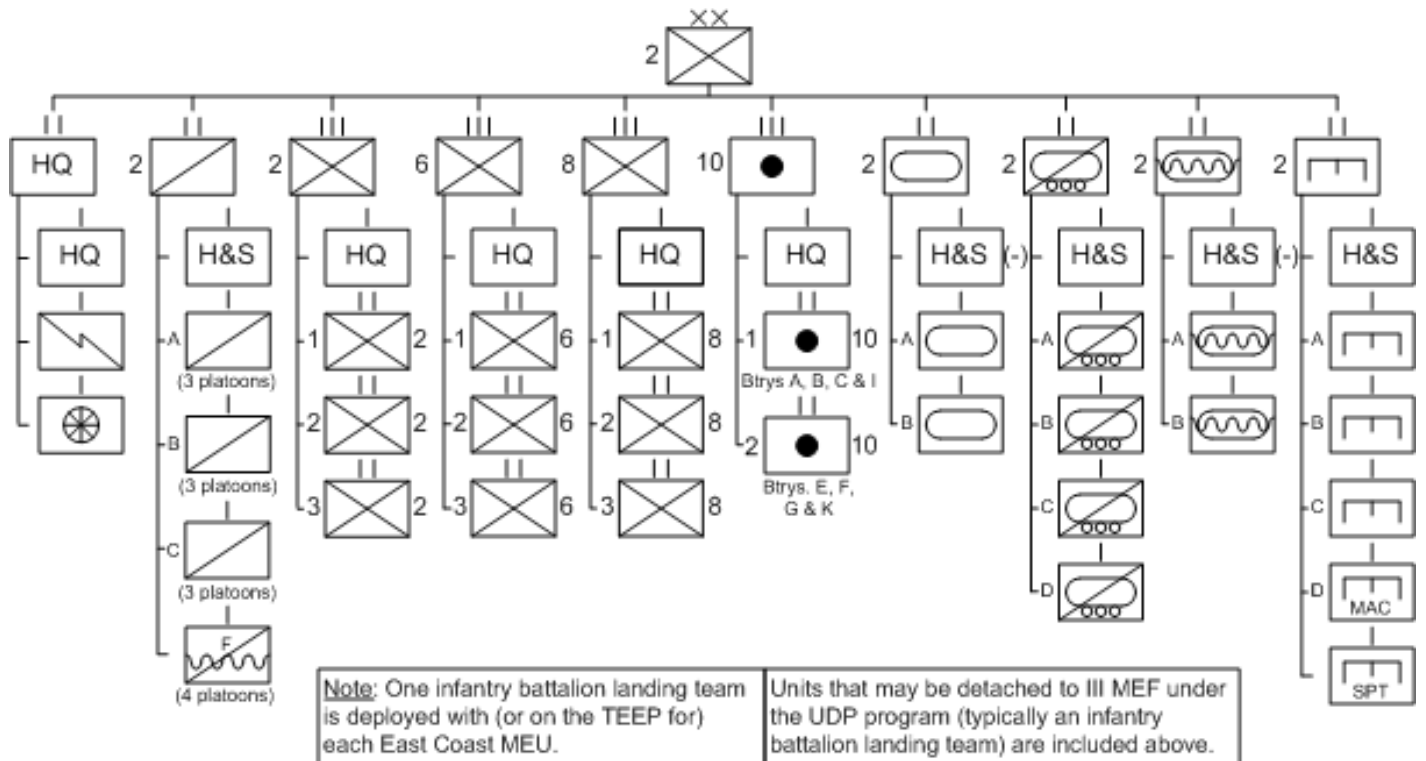 XX
2
HQ 2 2 6 8 10 2 2 2 2
HQ H&S HQ HQ HQ HQ H&S (-) H&S H&S (-) H&S
A 1 2 1 6 1 8 1 10 A A A A
(3 platoons) Btrys A, B, C & I
B 2 2 2 6 2 8 2 10 B B B B
(3 platoons) Btrys. E, F,
G & K
C 3 2 3 6 3 8 C C
(3 platoons)
D D MAC
F
(4 platoons) SPT
Note: One infantry battalion landing team
is deployed with (or on the TEEP for)
each East Coast MEU.
Units that may be detached to III MEF under
the UDP program (typically an infantry
battalion landing team) are included above.